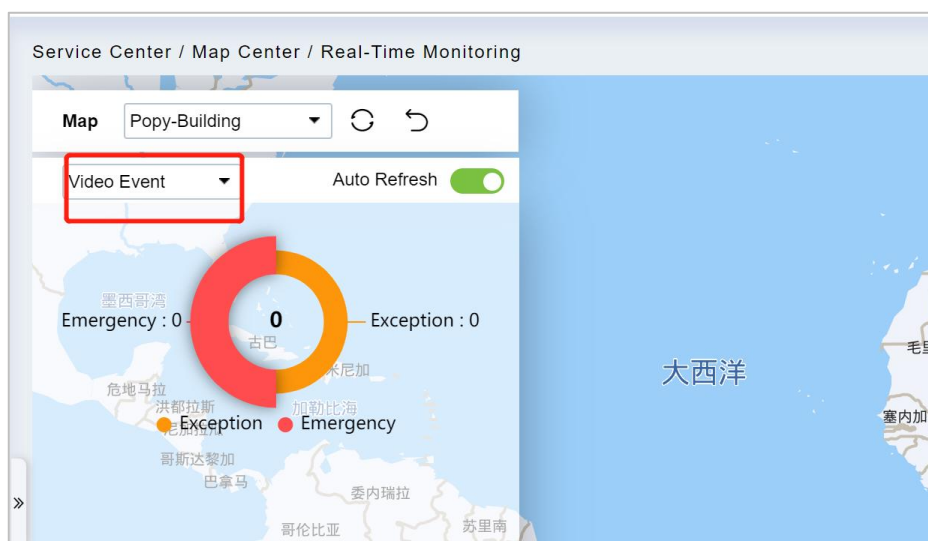 Service Center / Map Center / Real-Time Monitoring
Map Popy-Building
Video Event Auto Refresh
墨西哥湾
Emergency : 0 0 Exception : 0
古巴
大西洋
危地马拉
洪都拉斯
加勒比海
Exception Emergency
哥斯达黎加
巴拿马
塞内加
委内瑞拉
哥伦比亚
苏里南